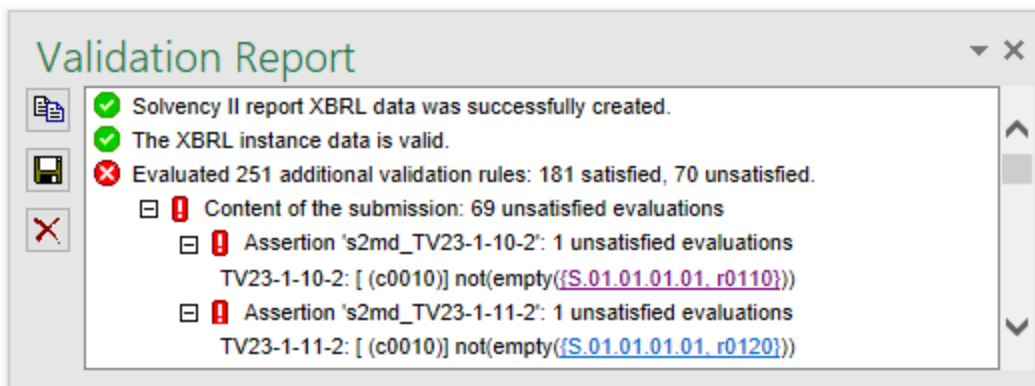 Validation Report
Solvency II report XBRL data was successfully created.
The XBRL instance data is valid.
Evaluated 251 additional validation rules: 181 satisfied, 70 unsatisfied.
Content of the submission: 69 unsatisfied evaluations
Assertion 's2md_TV23-1-10-2': 1 unsatisfied evaluations
TV23-1-10-2: [ (c0010)] not(empty({S.01.01.01.01, r0110}))
Assertion 's2md_TV23-1-11-2': 1 unsatisfied evaluations
TV23-1-11-2: [ (c0010)] not(empty({S.01.01.01.01, r0120}))